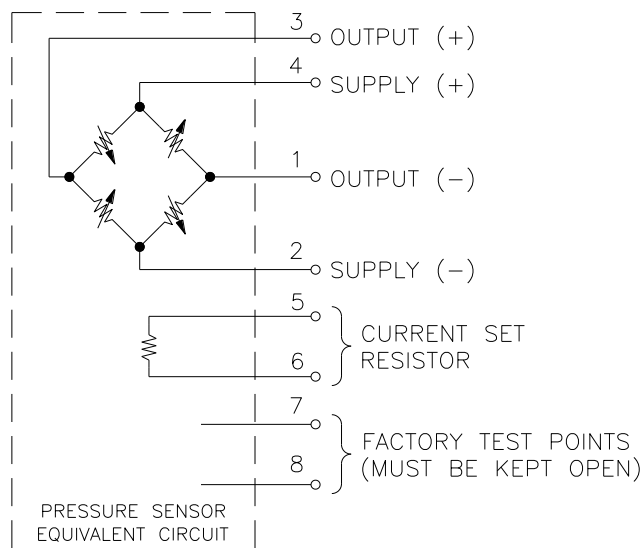 3 OUTPUT (+)
4 SUPPLY (+)
1 OUTPUT (−)
2 SUPPLY (−)
5
CURRENT SET
RESISTOR
6
7
FACTORY TEST POINTS
(MUST BE KEPT OPEN)
8
PRESSURE SENSOR
EQUIVALENT CIRCUIT